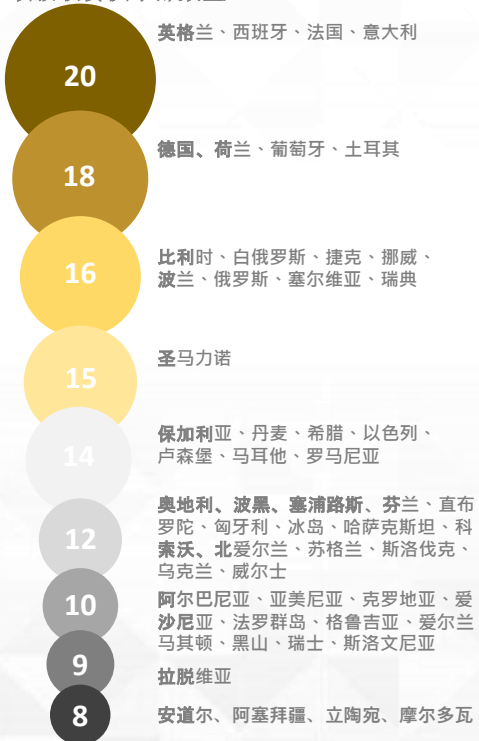 英格兰、西班牙、法国、意大利
20
德国、荷兰、葡萄牙、土耳其
18
比利时、白俄罗斯、捷克、挪威、
波兰、俄罗斯、塞尔维亚、瑞典
16
圣马力诺
15
保加利亚、丹麦、希腊、以色列、
卢森堡、马耳他、罗马尼亚
14
奥地利、波黑、塞浦路斯、芬兰、直布
罗陀、匈牙利、冰岛、哈萨克斯坦、科
索沃、北爱尔兰、苏格兰、斯洛伐克、
乌克兰、威尔士
12
阿尔巴尼亚、亚美尼亚、克罗地亚、爱
沙尼亚、法罗群岛、格鲁吉亚、爱尔兰
马其顿、黑山、瑞士、斯洛文尼亚
10
拉脱维亚
9
安道尔、阿塞拜疆、立陶宛、摩尔多瓦
8